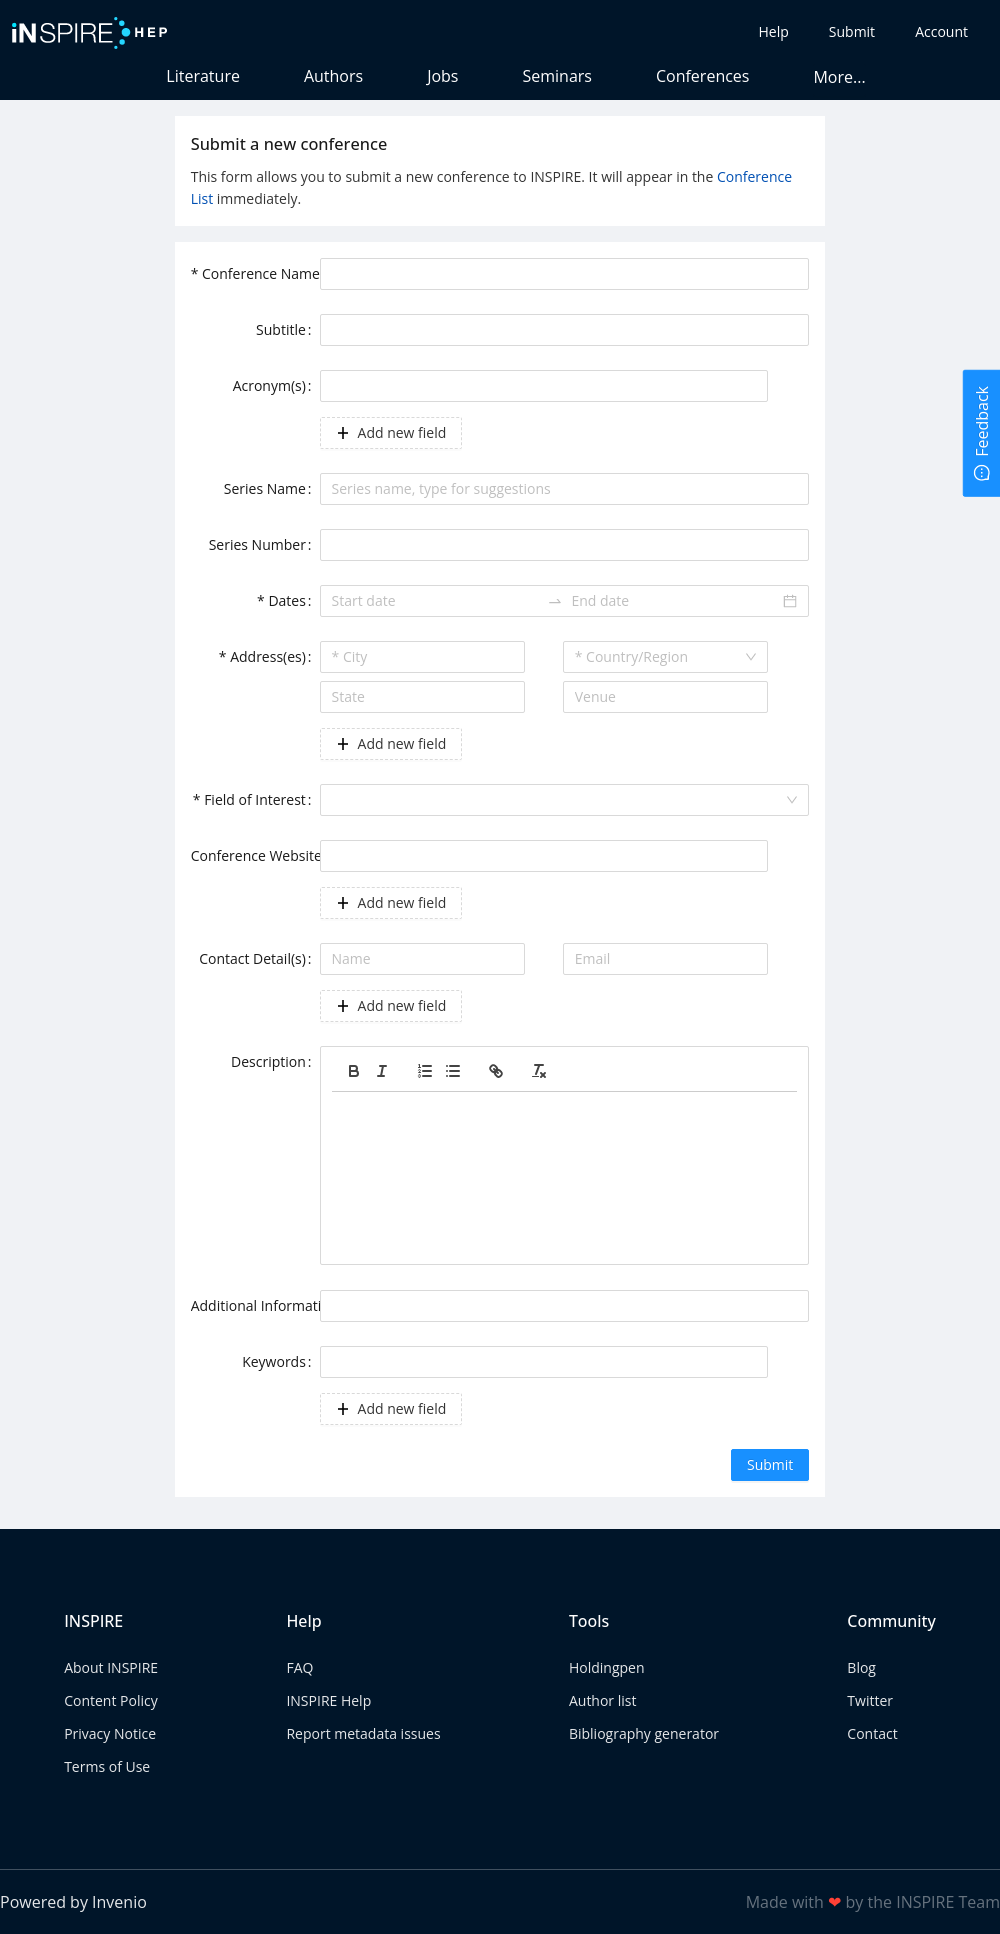 iNSPIRE HEP
Help Submit Account
Literature Authors Jobs Seminars Conferences More...
Submit a new conference
This form allows you to submit a new conference to INSPIRE. It will appear in the Conference
List immediately.
* Conference Name
Subtitle:
Acronym(s):
Add new field
Feedback
Series Name: Series name, type for suggestions
Series Number:
* Dates: Start date → End date
* Address(es): * City * Country/Region
State Venue
Add new field
* Field of Interest:
Conference Website
Add new field
Contact Detail(s): Name Email
Add new field
Description:
Additional Informati
Keywords:
Add new field
Submit
INSPIRE Help Tools Community
About INSPIRE FAQ Holdingpen Blog
Content Policy INSPIRE Help Author list Twitter
Privacy Notice Report metadata issues Bibliography generator Contact
Terms of Use
Powered by Invenio Made with ❤ by the INSPIRE Team